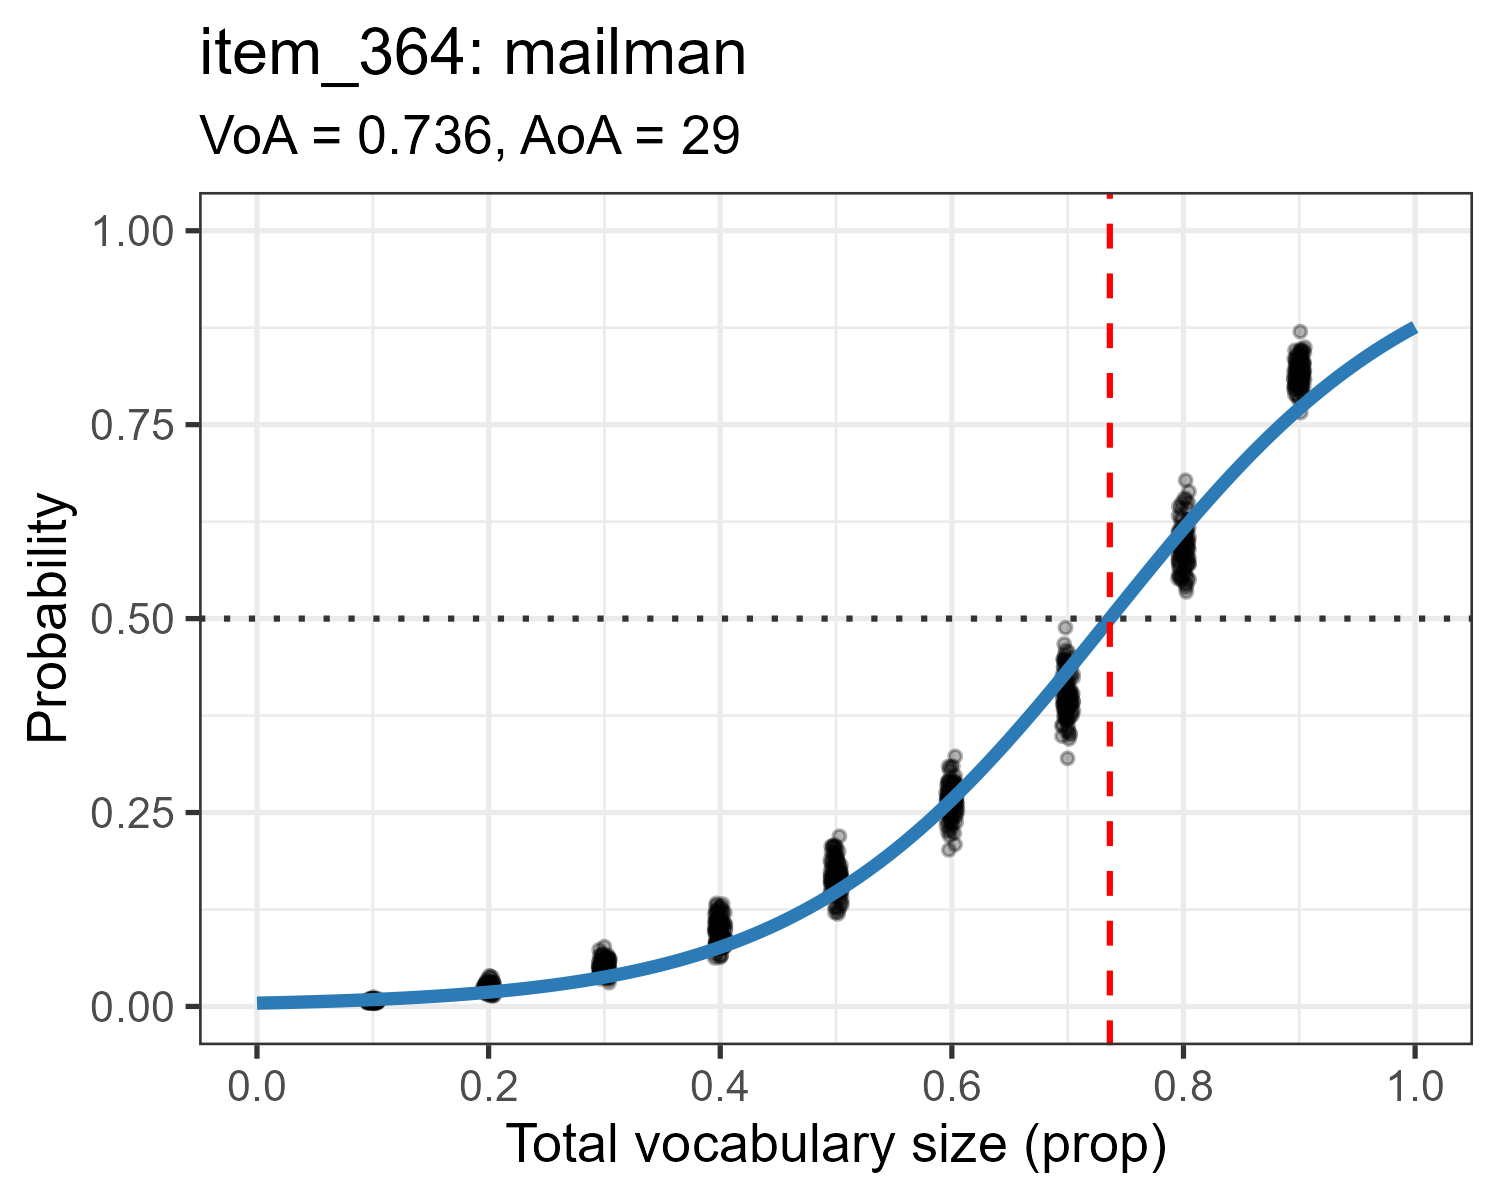 item_364: mailman
VoA = 0.736, AoA = 29
1.00
0.75
0.50
0.25
0.00
Probability
0.0 0.2 0.4 0.6 0.8 1.0
Total vocabulary size (prop)